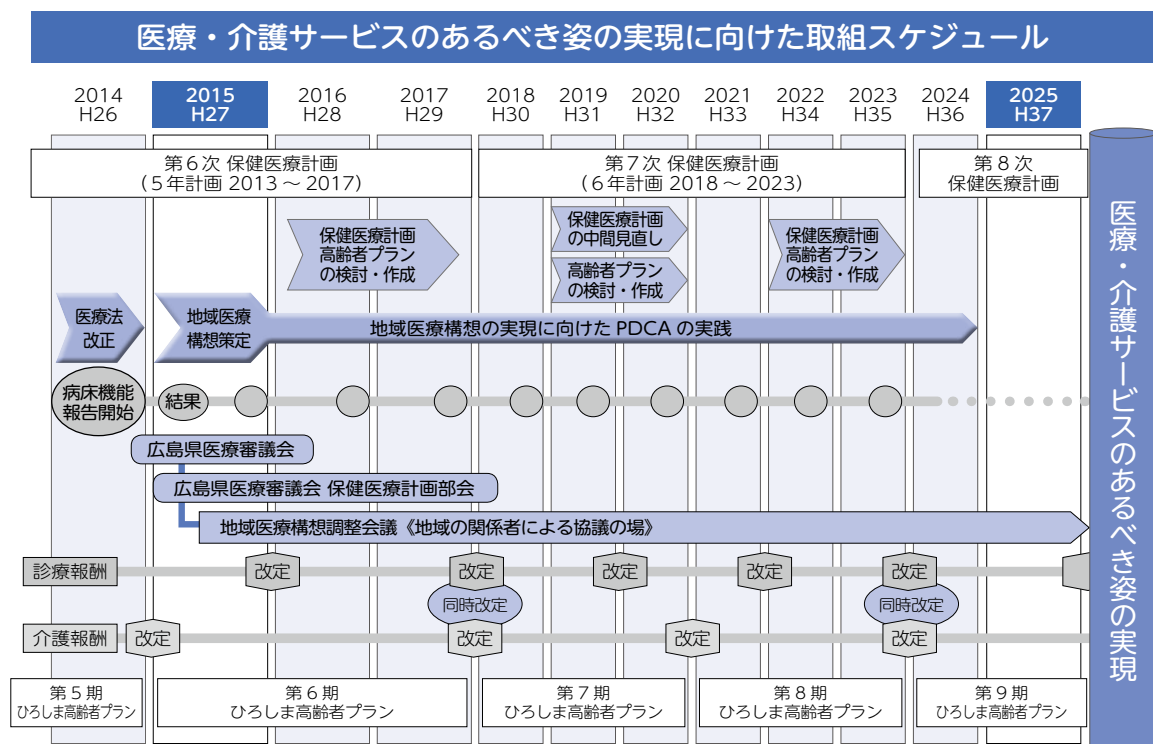 医療・介護サービスのあるべき姿の実現に向けた取組スケジュール
2014
H26
2015
H27
2016
H28
2017
H29
2018
H30
2019
H31
2020
H32
2021
H33
2022
H34
2023
H35
2024
H36
2025
H37
第6次 保健医療計画
（5年計画 2013～2017）
第7次 保健医療計画
（6年計画 2018～2023）
第8次
保健医療計画
保健医療計画
高齢者プラン
の検討・作成
保健医療計画
の中間見直し
高齢者プラン
の検討・作成
保健医療計画
高齢者プラン
の検討・作成
医療法
改正
地域医療
構想策定
地域医療構想の実現に向けた PDCA の実践
病床機能
報告開始
結果
広島県医療審議会
広島県医療審議会 保健医療計画部会
地域医療構想調整会議《地域の関係者による協議の場》
診療報酬
改定
改定
改定
改定
改定
同時改定
同時改定
介護報酬
改定
改定
改定
改定
第5期
ひろしま高齢者プラン
第6期
ひろしま高齢者プラン
第7期
ひろしま高齢者プラン
第8期
ひろしま高齢者プラン
第9期
ひろしま高齢者プラン
医療・介護サービスのあるべき姿の実現